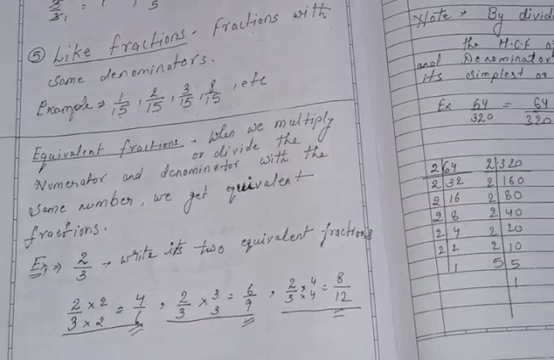 ⑤ Like fractions - Fractions with
same denominators.
Example → 1/15, 2/15, 3/15, 8/15, etc
Equivalent fractions - When we multiply
or divide the
Numerator and denominator with the
same number, we get equivalent
fractions.
Ex → 2/3 → write its two equivalent fractions
2/3 × 2/2 = 4/6, 2/3 × 3/3 = 6/9, 2/3 × 4/4 = 8/12
Note → By divid
the H.C.F o
and Denominator
its simplest
Ex 64/320 = 64/320
2 | 64 2 | 320
2 | 32 2 | 160
2 | 16 2 | 80
2 | 8 2 | 40
2 | 4 2 | 20
2 | 2 2 | 10
1 5 | 5
1